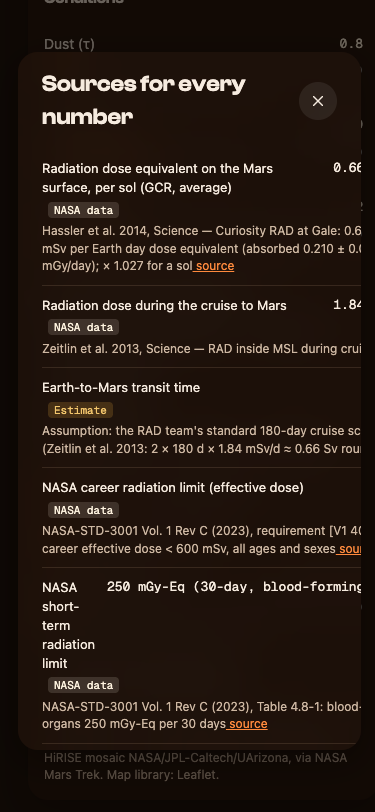 Conditions
Dust (τ) 0.8
Sources for every
number
Radiation dose equivalent on the Mars 0.66
surface, per sol (GCR, average)
NASA data
Hassler et al. 2014, Science — Curiosity RAD at Gale: 0.6
mSv per Earth day dose equivalent (absorbed 0.210 ± 0.0
mGy/day); × 1.027 for a sol source
Radiation dose during the cruise to Mars 1.84
NASA data
Zeitlin et al. 2013, Science — RAD inside MSL during crui
Earth-to-Mars transit time
Estimate
Assumption: the RAD team's standard 180-day cruise sc
(Zeitlin et al. 2013: 2 × 180 d × 1.84 mSv/d ≈ 0.66 Sv roun
NASA career radiation limit (effective dose)
NASA data
NASA-STD-3001 Vol. 1 Rev C (2023), requirement [V1 40
career effective dose < 600 mSv, all ages and sexes sour
NASA 250 mGy-Eq (30-day, blood-forming
short-
term
radiation
limit
NASA data
NASA-STD-3001 Vol. 1 Rev C (2023), Table 4.8-1: blood-
organs 250 mGy-Eq per 30 days source
HiRISE mosaic NASA/JPL-Caltech/UArizona, via NASA
Mars Trek. Map library: Leaflet.